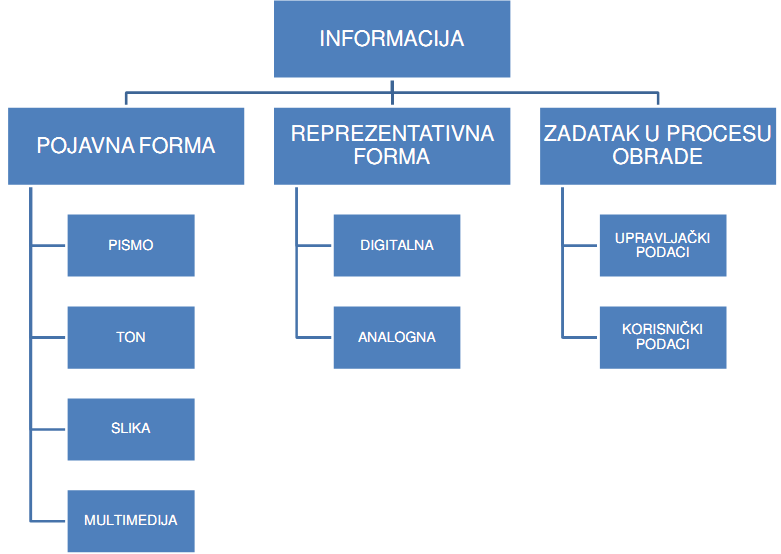 INFORMACIJA
POJAVNA FORMA
PISMO
TON
SLIKA
MULTIMEDIJA
REPREZENTATIVNA
FORMA
DIGITALNA
ANALOGNA
ZADATAK U PROCESU
OBRADE
UPRAVLJAČKI
PODACI
KORISNIČKI
PODACI